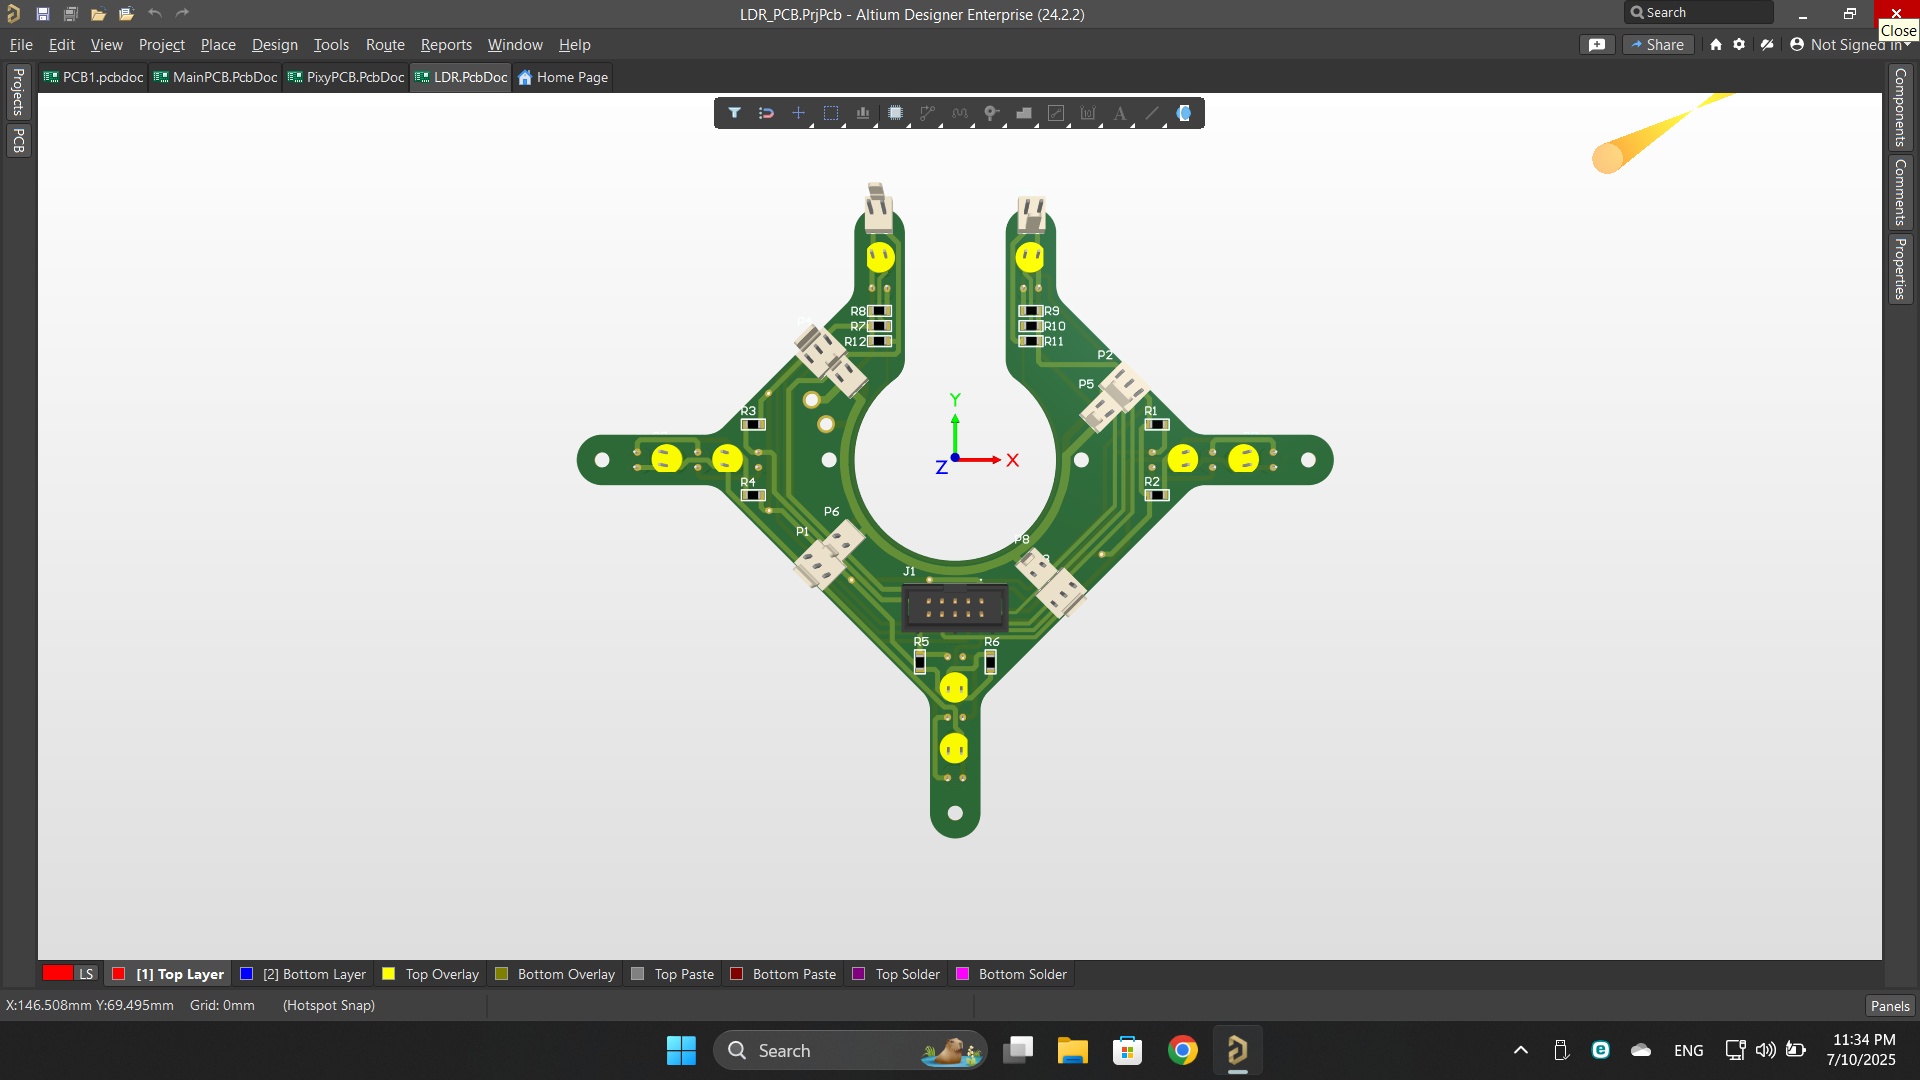 LDR_PCB.PrjPcb - Altium Designer Enterprise (24.2.2)
Search
Close
File Edit View Project Place Design Tools Route Reports Window Help
Share
Not Signed In
PCB1.pcbdoc MainPCB.PcbDoc PixyPCB.PcbDoc LDR.PcbDoc Home Page
Projects
PCB
Components
Comments
Properties
R8
R7
R12
R9
R10
R11
P2
P5
R3
R1
Y
X
Z
R4
R2
P6
P1
P8
J1
R5
R6
LS [1] Top Layer [2] Bottom Layer Top Overlay Bottom Overlay Top Paste Bottom Paste Top Solder Bottom Solder
X:146.508mm Y:69.495mm Grid: 0mm (Hotspot Snap)
Panels
Search
ENG
11:34 PM
7/10/2025